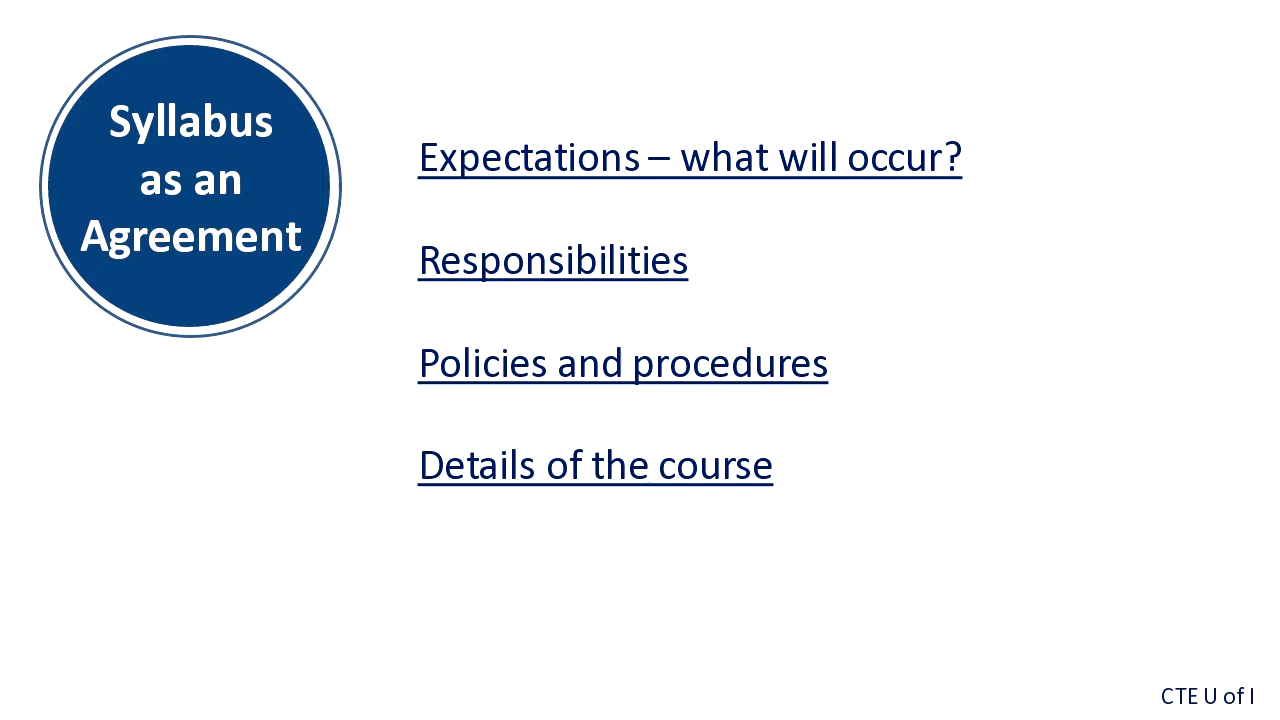 Syllabus
as an
Agreement
Expectations – what will occur?
Responsibilities
Policies and procedures
Details of the course
CTE U of I